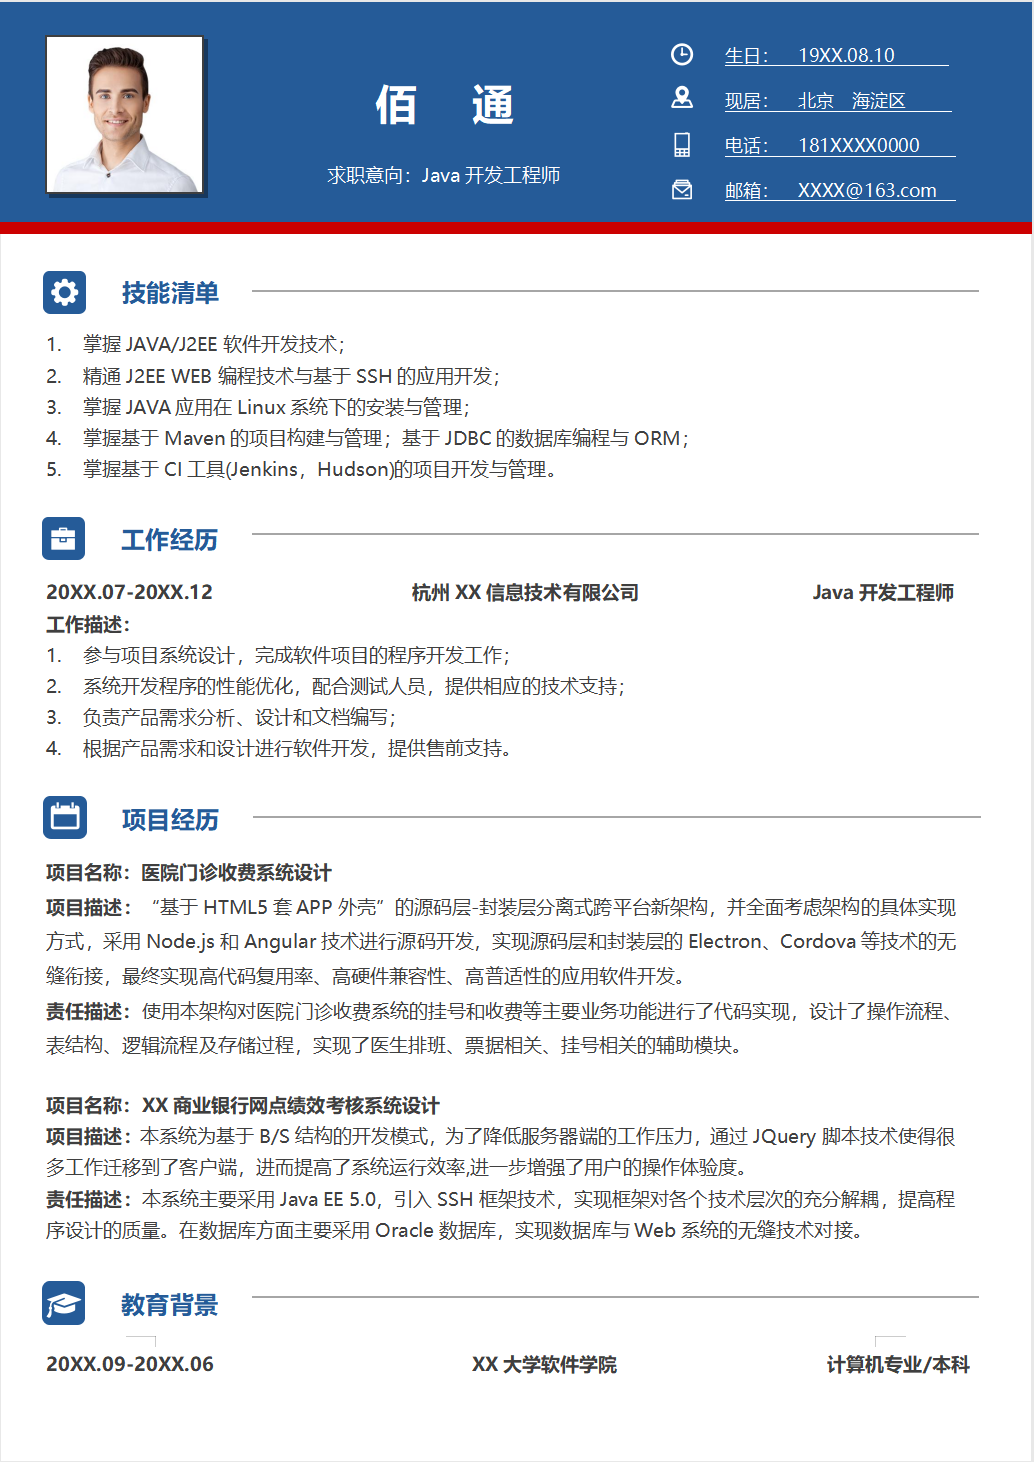 佰 通
求职意向：Java 开发工程师
生日： 19XX.08.10
现居： 北京 海淀区
电话： 181XXXX0000
邮箱： XXXX@163.com
技能清单
1. 掌握 JAVA/J2EE 软件开发技术；
2. 精通 J2EE WEB 编程技术与基于 SSH 的应用开发；
3. 掌握 JAVA 应用在 Linux 系统下的安装与管理；
4. 掌握基于 Maven 的项目构建与管理；基于 JDBC 的数据库编程与 ORM；
5. 掌握基于 CI 工具(Jenkins，Hudson)的项目开发与管理。
工作经历
20XX.07-20XX.12 杭州 XX 信息技术有限公司 Java 开发工程师
工作描述：
1. 参与项目系统设计，完成软件项目的程序开发工作；
2. 系统开发程序的性能优化，配合测试人员，提供相应的技术支持；
3. 负责产品需求分析、设计和文档编写；
4. 根据产品需求和设计进行软件开发，提供售前支持。
项目经历
项目名称：医院门诊收费系统设计
项目描述：“基于 HTML5 套 APP 外壳”的源码层-封装层分离式跨平台新架构，并全面考虑架构的具体实现
方式，采用 Node.js 和 Angular 技术进行源码开发，实现源码层和封装层的 Electron、Cordova 等技术的无
缝衔接，最终实现高代码复用率、高硬件兼容性、高普适性的应用软件开发。
责任描述：使用本架构对医院门诊收费系统的挂号和收费等主要业务功能进行了代码实现，设计了操作流程、
表结构、逻辑流程及存储过程，实现了医生排班、票据相关、挂号相关的辅助模块。
项目名称：XX 商业银行网点绩效考核系统设计
项目描述：本系统为基于 B/S 结构的开发模式，为了降低服务器端的工作压力，通过 JQuery 脚本技术使得很
多工作迁移到了客户端，进而提高了系统运行效率,进一步增强了用户的操作体验度。
责任描述：本系统主要采用 Java EE 5.0，引入 SSH 框架技术，实现框架对各个技术层次的充分解耦，提高程
序设计的质量。在数据库方面主要采用 Oracle 数据库，实现数据库与 Web 系统的无缝技术对接。
教育背景
20XX.09-20XX.06 XX 大学软件学院 计算机专业/本科